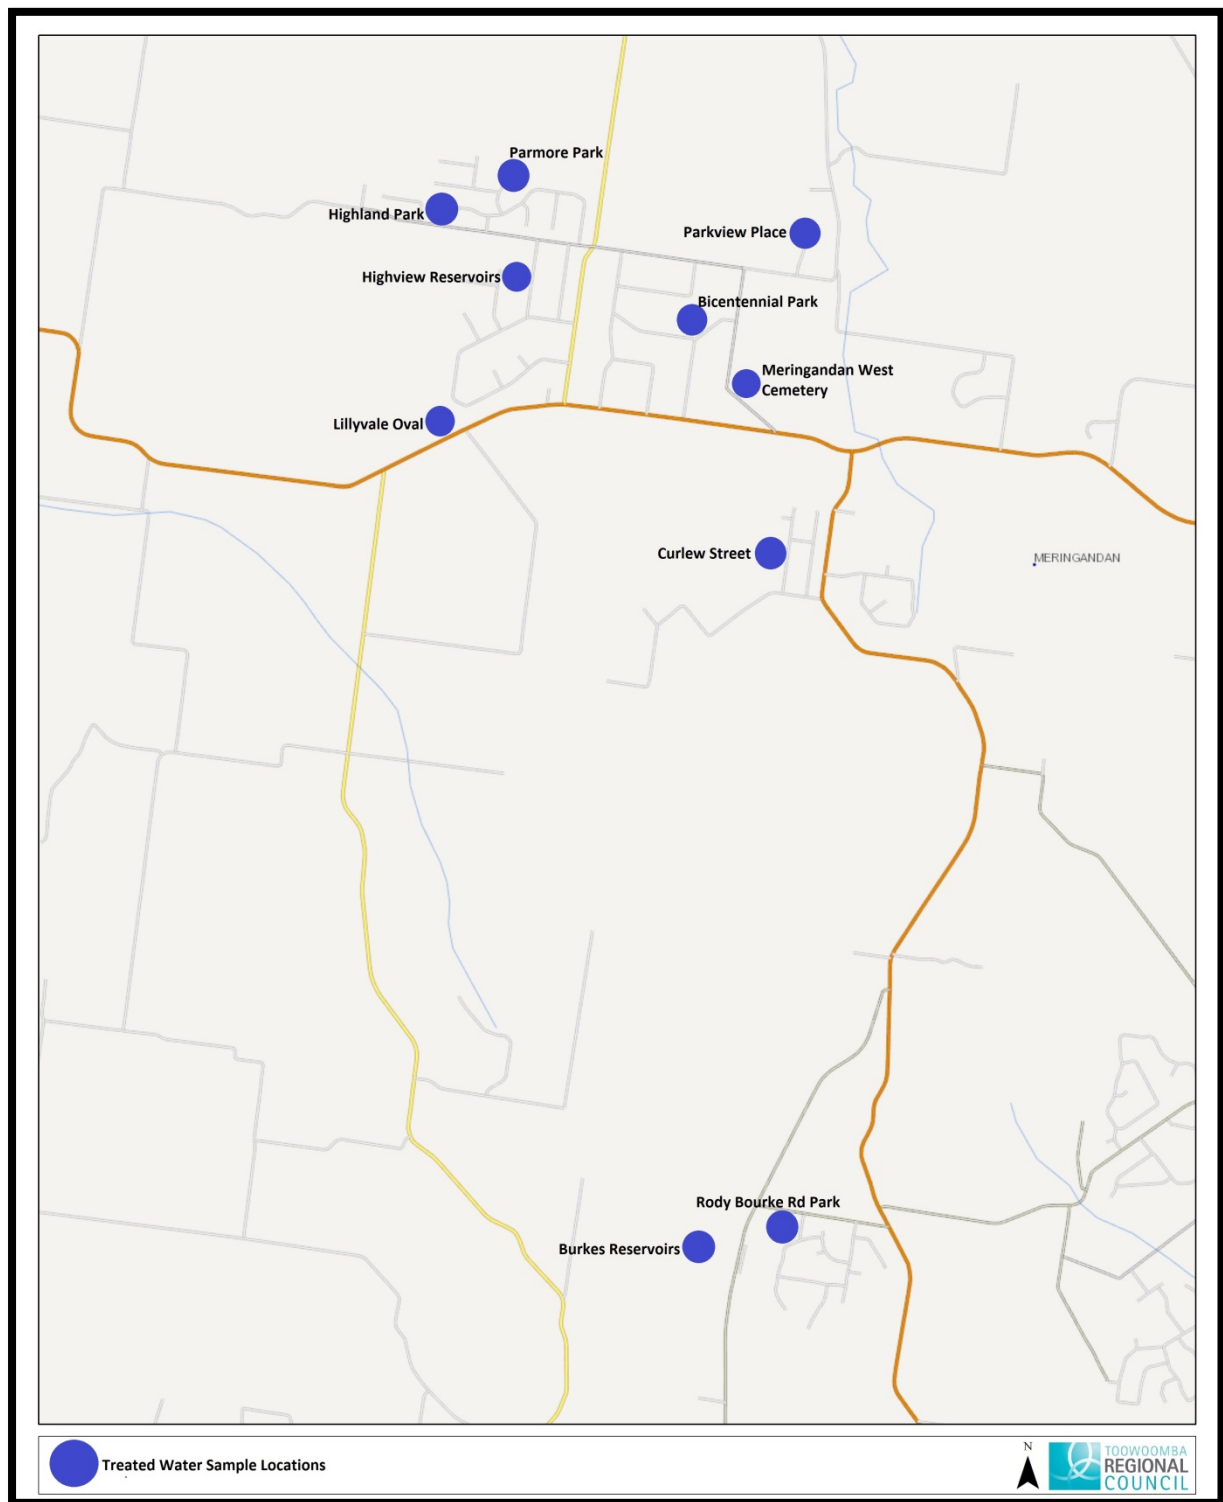 Parmore Park
Highland Park
Parkview Place
Highview Reservoirs
Bicentennial Park
Meringandan West
Cemetery
Lillyvale Oval
Curlew Street
MERINGANDAN
Rody Bourke Rd Park
Burkes Reservoirs
Treated Water Sample Locations
N
TOOWOOMBA
REGIONAL
COUNCIL